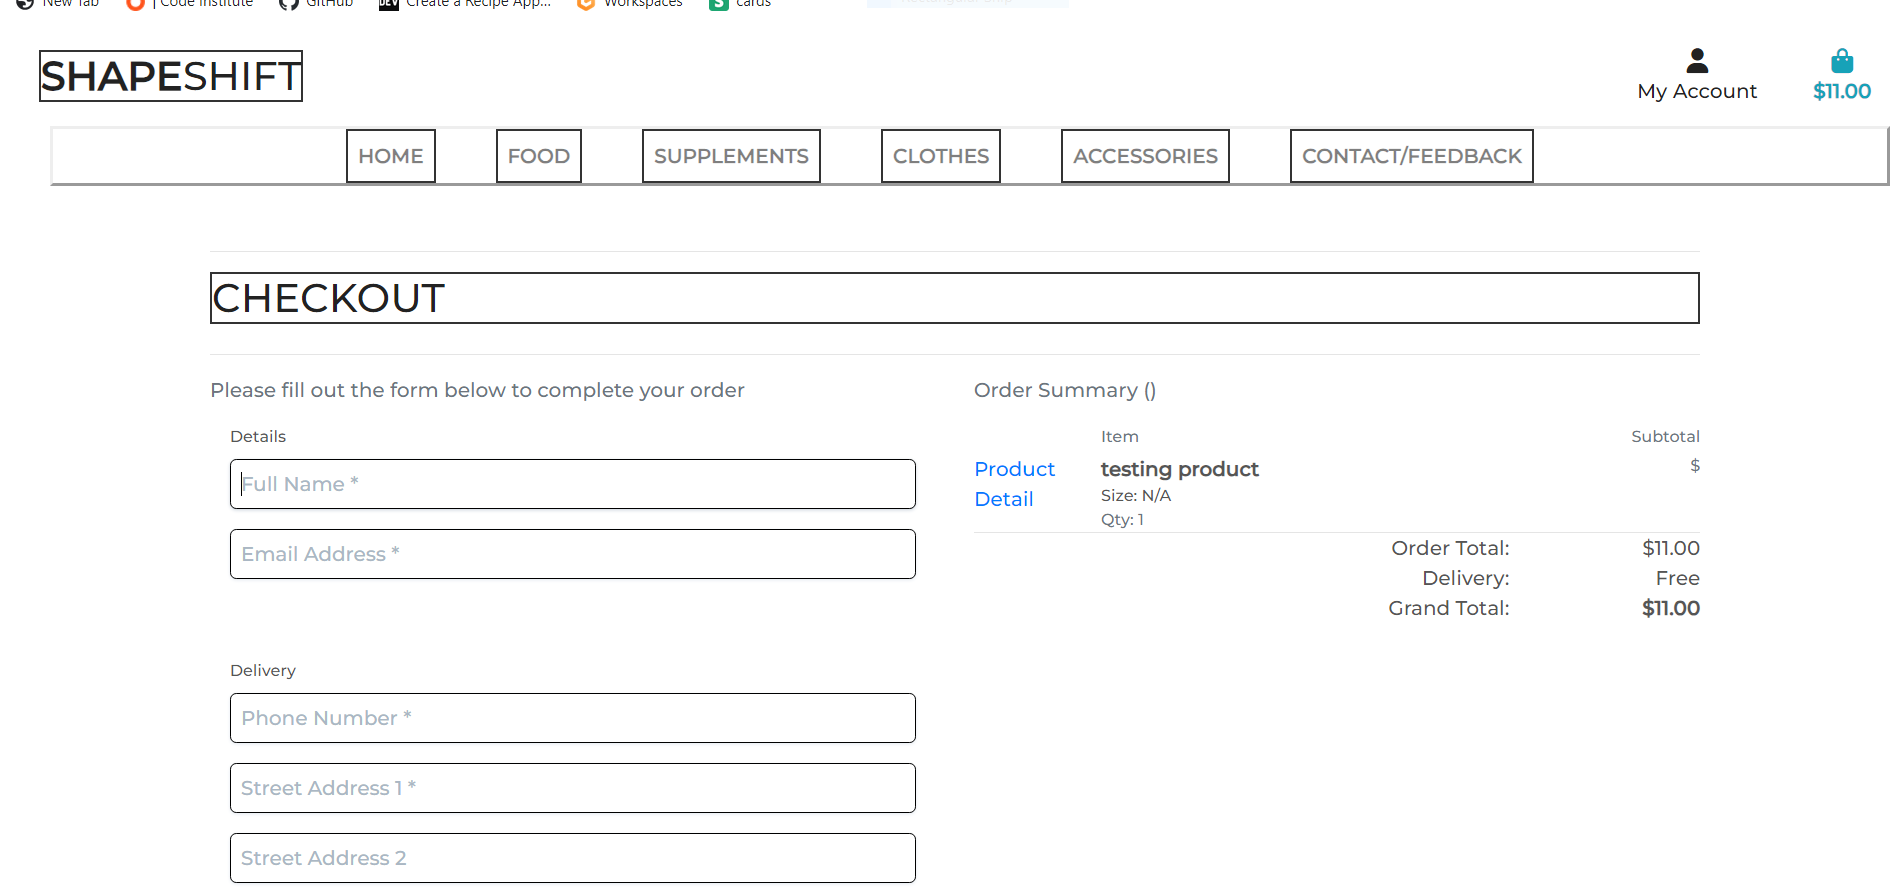 New Tab | Code Institute GitHub DEV Create a Recipe App... Workspaces S cards
SHAPESHIFT
My Account
$11.00
HOME FOOD SUPPLEMENTS CLOTHES ACCESSORIES CONTACT/FEEDBACK
CHECKOUT
Please fill out the form below to complete your order
Details
Full Name *
Email Address *
Delivery
Phone Number *
Street Address 1 *
Street Address 2
Order Summary ()
Item Subtotal
Product Detail
testing product
$
Size: N/A
Qty: 1
Order Total: $11.00
Delivery: Free
Grand Total: $11.00